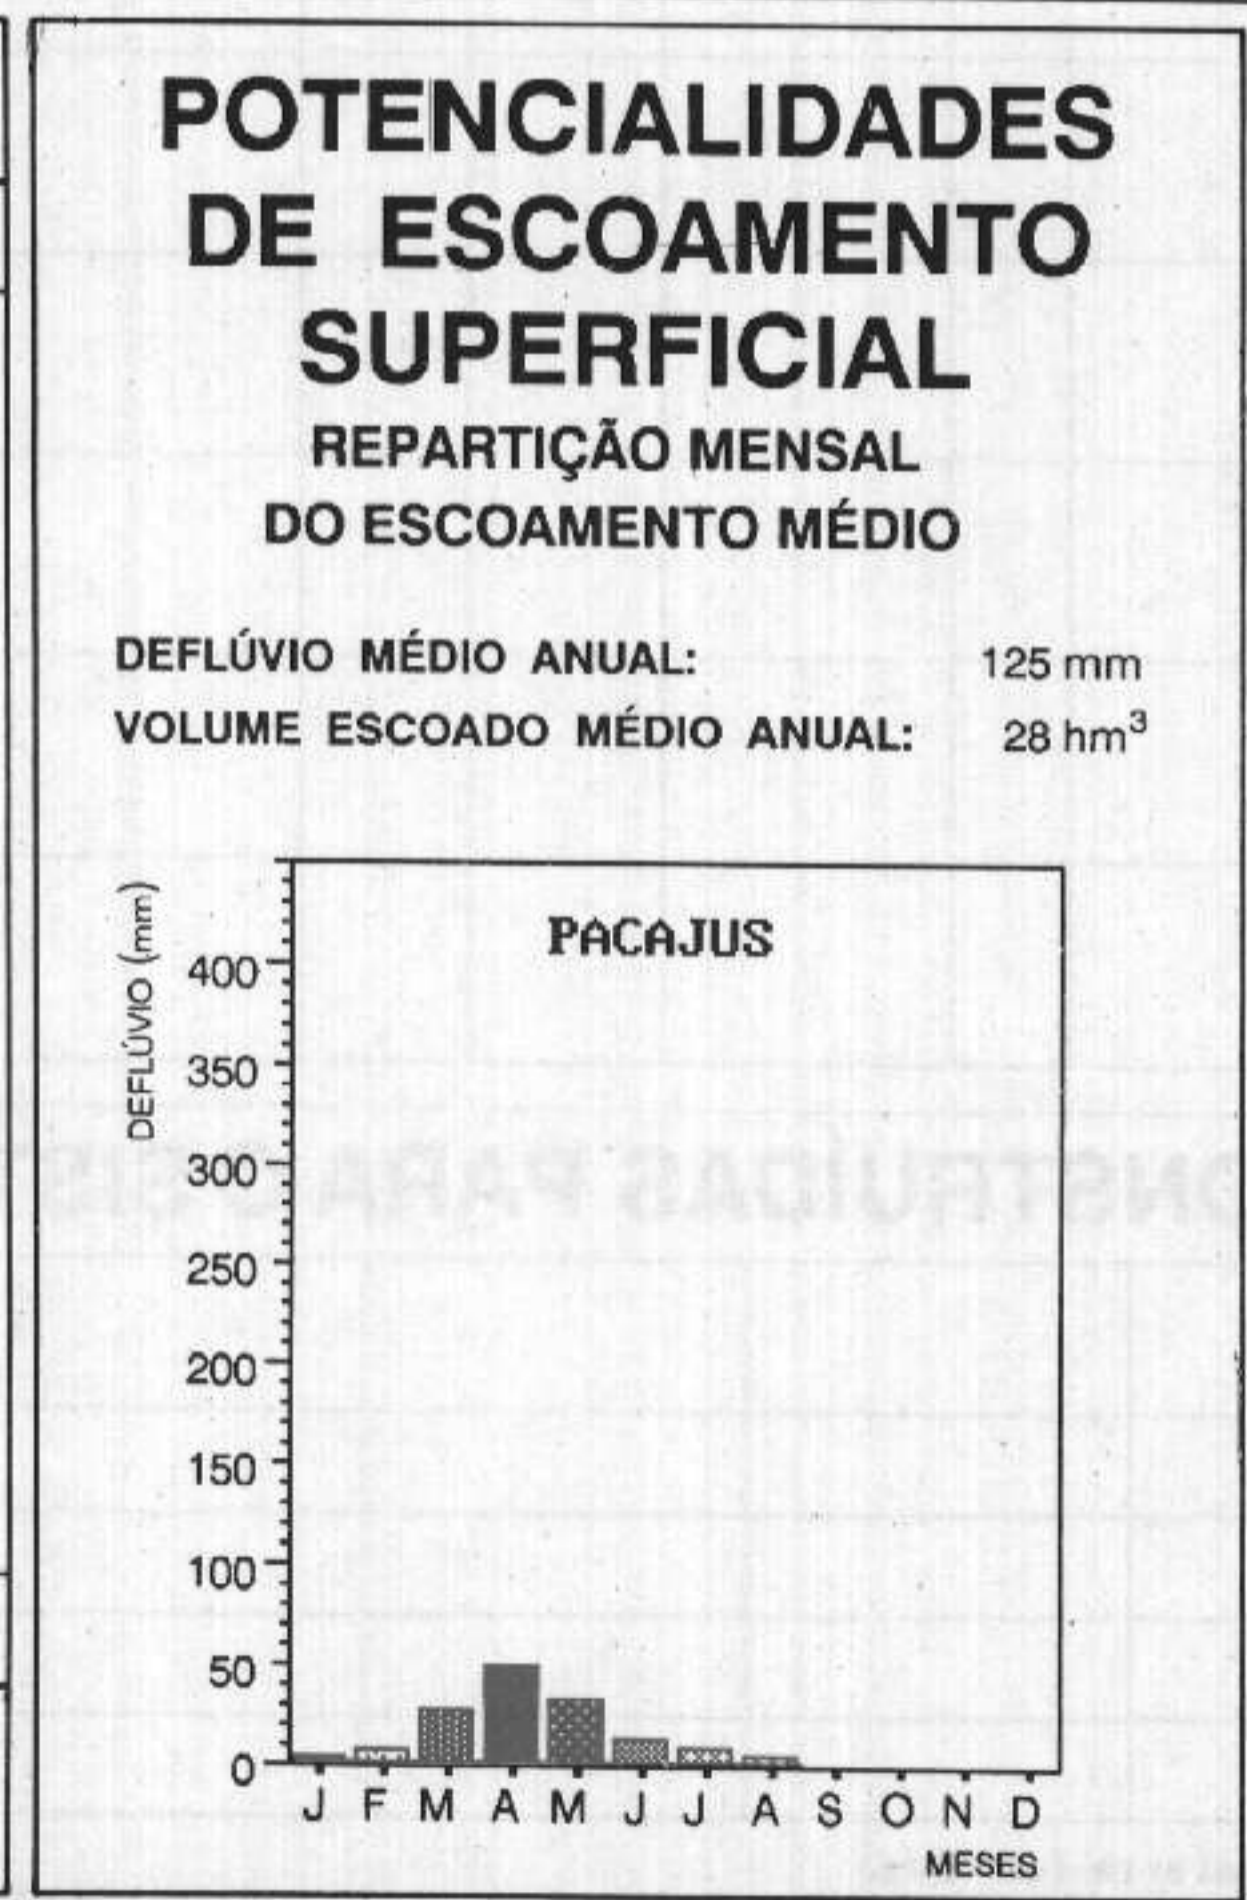 POTENCIALIDADES
DE ESCOAMENTO
SUPERFICIAL
REPARTIÇÃO MENSAL
DO ESCOAMENTO MÉDIO
DEFLÚVIO MÉDIO ANUAL: 125 mm
VOLUME ESCOADO MÉDIO ANUAL: 28 hm³
PACAJUS
DEFLÚVIO (mm)
400
350
300
250
200
150
100
50
0
J F M A M J J A S O N D
MESES